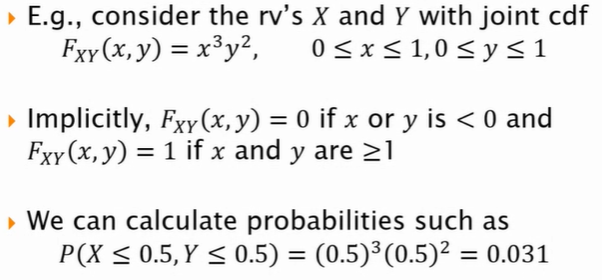 ▸ E.g., consider the rv's X and Y with joint cdf
F_XY(x, y) = x³y², 0 ≤ x ≤ 1, 0 ≤ y ≤ 1
▸ Implicitly, F_XY(x, y) = 0 if x or y is < 0 and
F_XY(x, y) = 1 if x and y are ≥1
▸ We can calculate probabilities such as
P(X ≤ 0.5, Y ≤ 0.5) = (0.5)³(0.5)² = 0.031